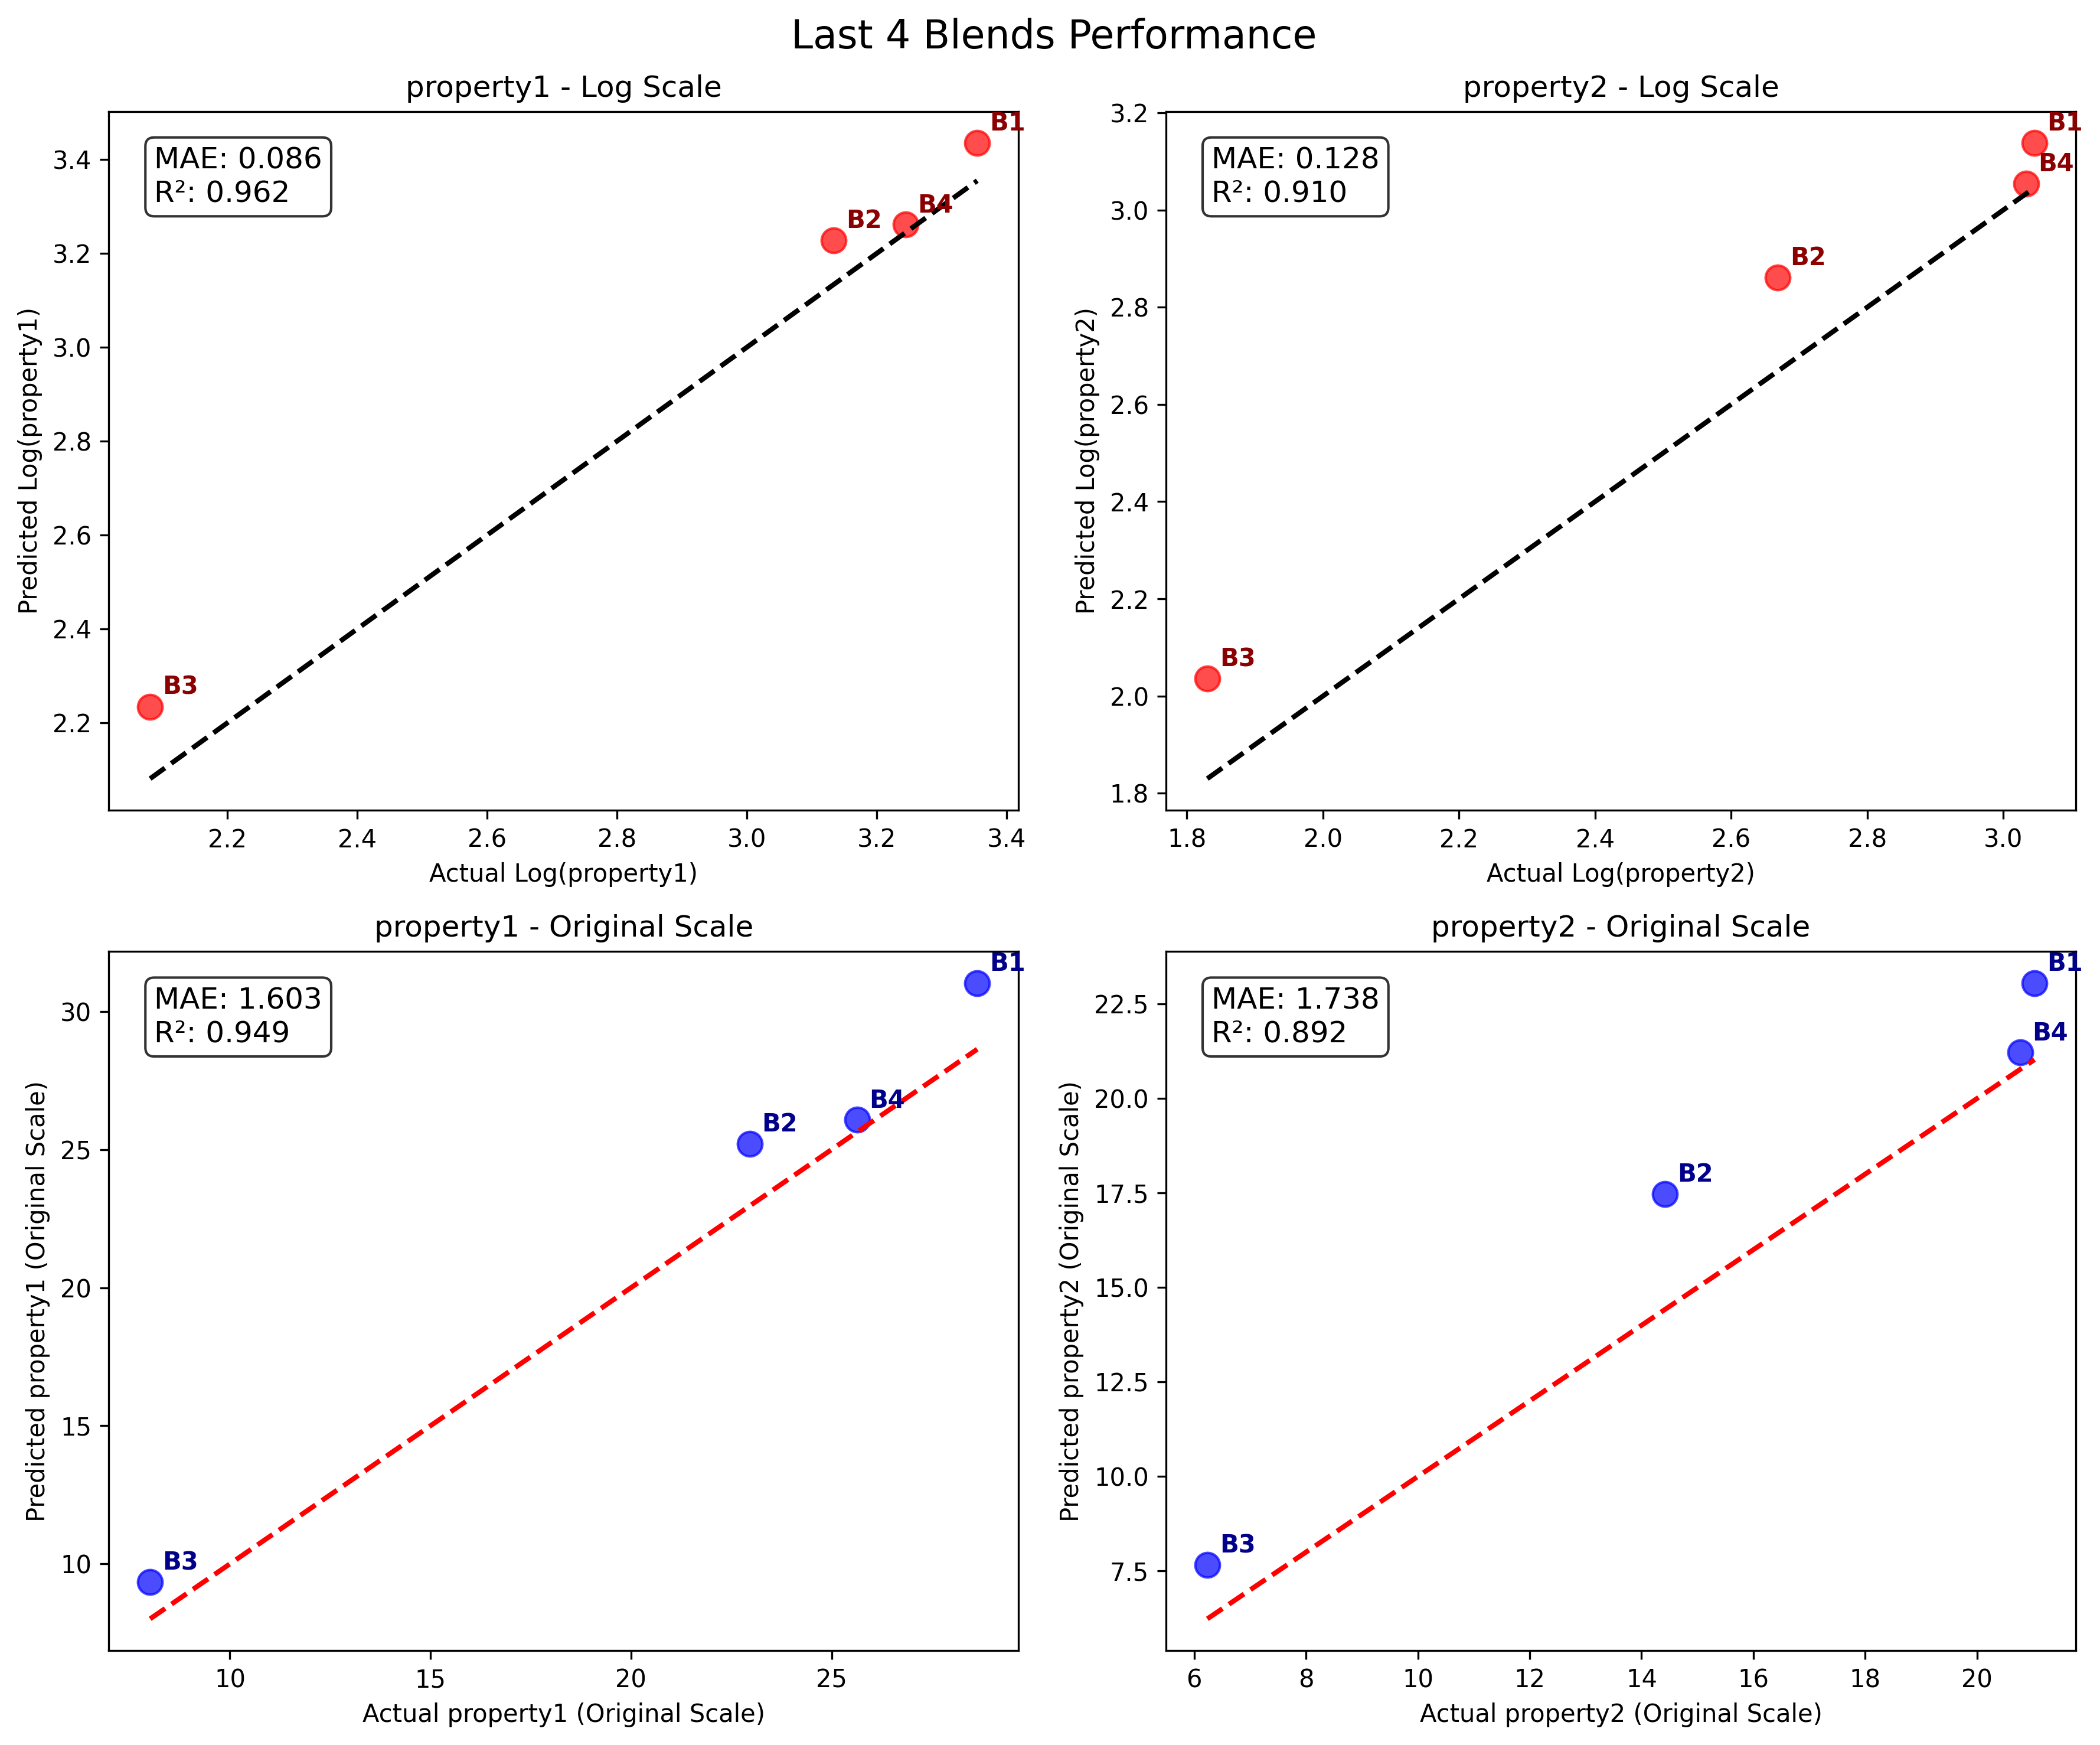 Last 4 Blends Performance
property1 - Log Scale
MAE: 0.086
R²: 0.962
B1
B4
B2
B3
3.4
3.2
3.0
2.8
2.6
2.4
2.2
Predicted Log(property1)
2.2 2.4 2.6 2.8 3.0 3.2 3.4
Actual Log(property1)
property2 - Log Scale
MAE: 0.128
R²: 0.910
B1
B4
B2
B3
3.2
3.0
2.8
2.6
2.4
2.2
2.0
1.8
Predicted Log(property2)
1.8 2.0 2.2 2.4 2.6 2.8 3.0
Actual Log(property2)
property1 - Original Scale
MAE: 1.603
R²: 0.949
B1
B4
B2
B3
30
25
20
15
10
Predicted property1 (Original Scale)
10 15 20 25
Actual property1 (Original Scale)
property2 - Original Scale
MAE: 1.738
R²: 0.892
B1
B4
B2
B3
22.5
20.0
17.5
15.0
12.5
10.0
7.5
Predicted property2 (Original Scale)
6 8 10 12 14 16 18 20
Actual property2 (Original Scale)